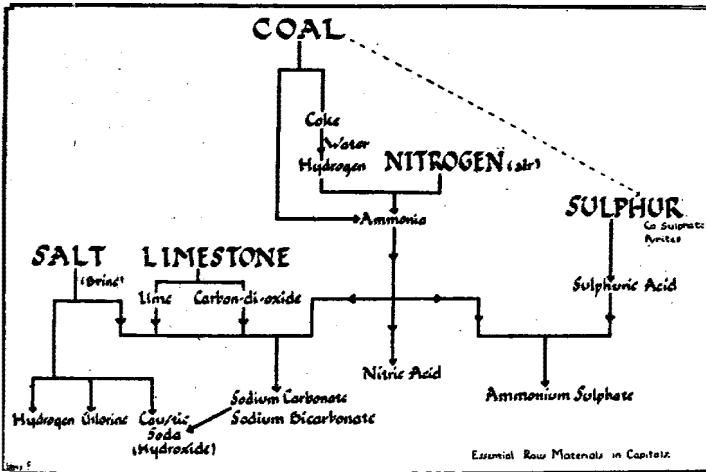 COAL
Coke
Water
Hydrogen
NITROGEN (air)
Ammonia
SULPHUR
Ca Sulphate
Pyrites
SALT
(Brine)
LIMESTONE
Lime
Carbon-di-oxide
Sulphuric Acid
Nitric Acid
Ammonium Sulphate
Hydrogen
Chlorine
Caustic
Soda
(Hydroxide)
Sodium Carbonate
Sodium Bicarbonate
Essential Raw Materials in Capitals.